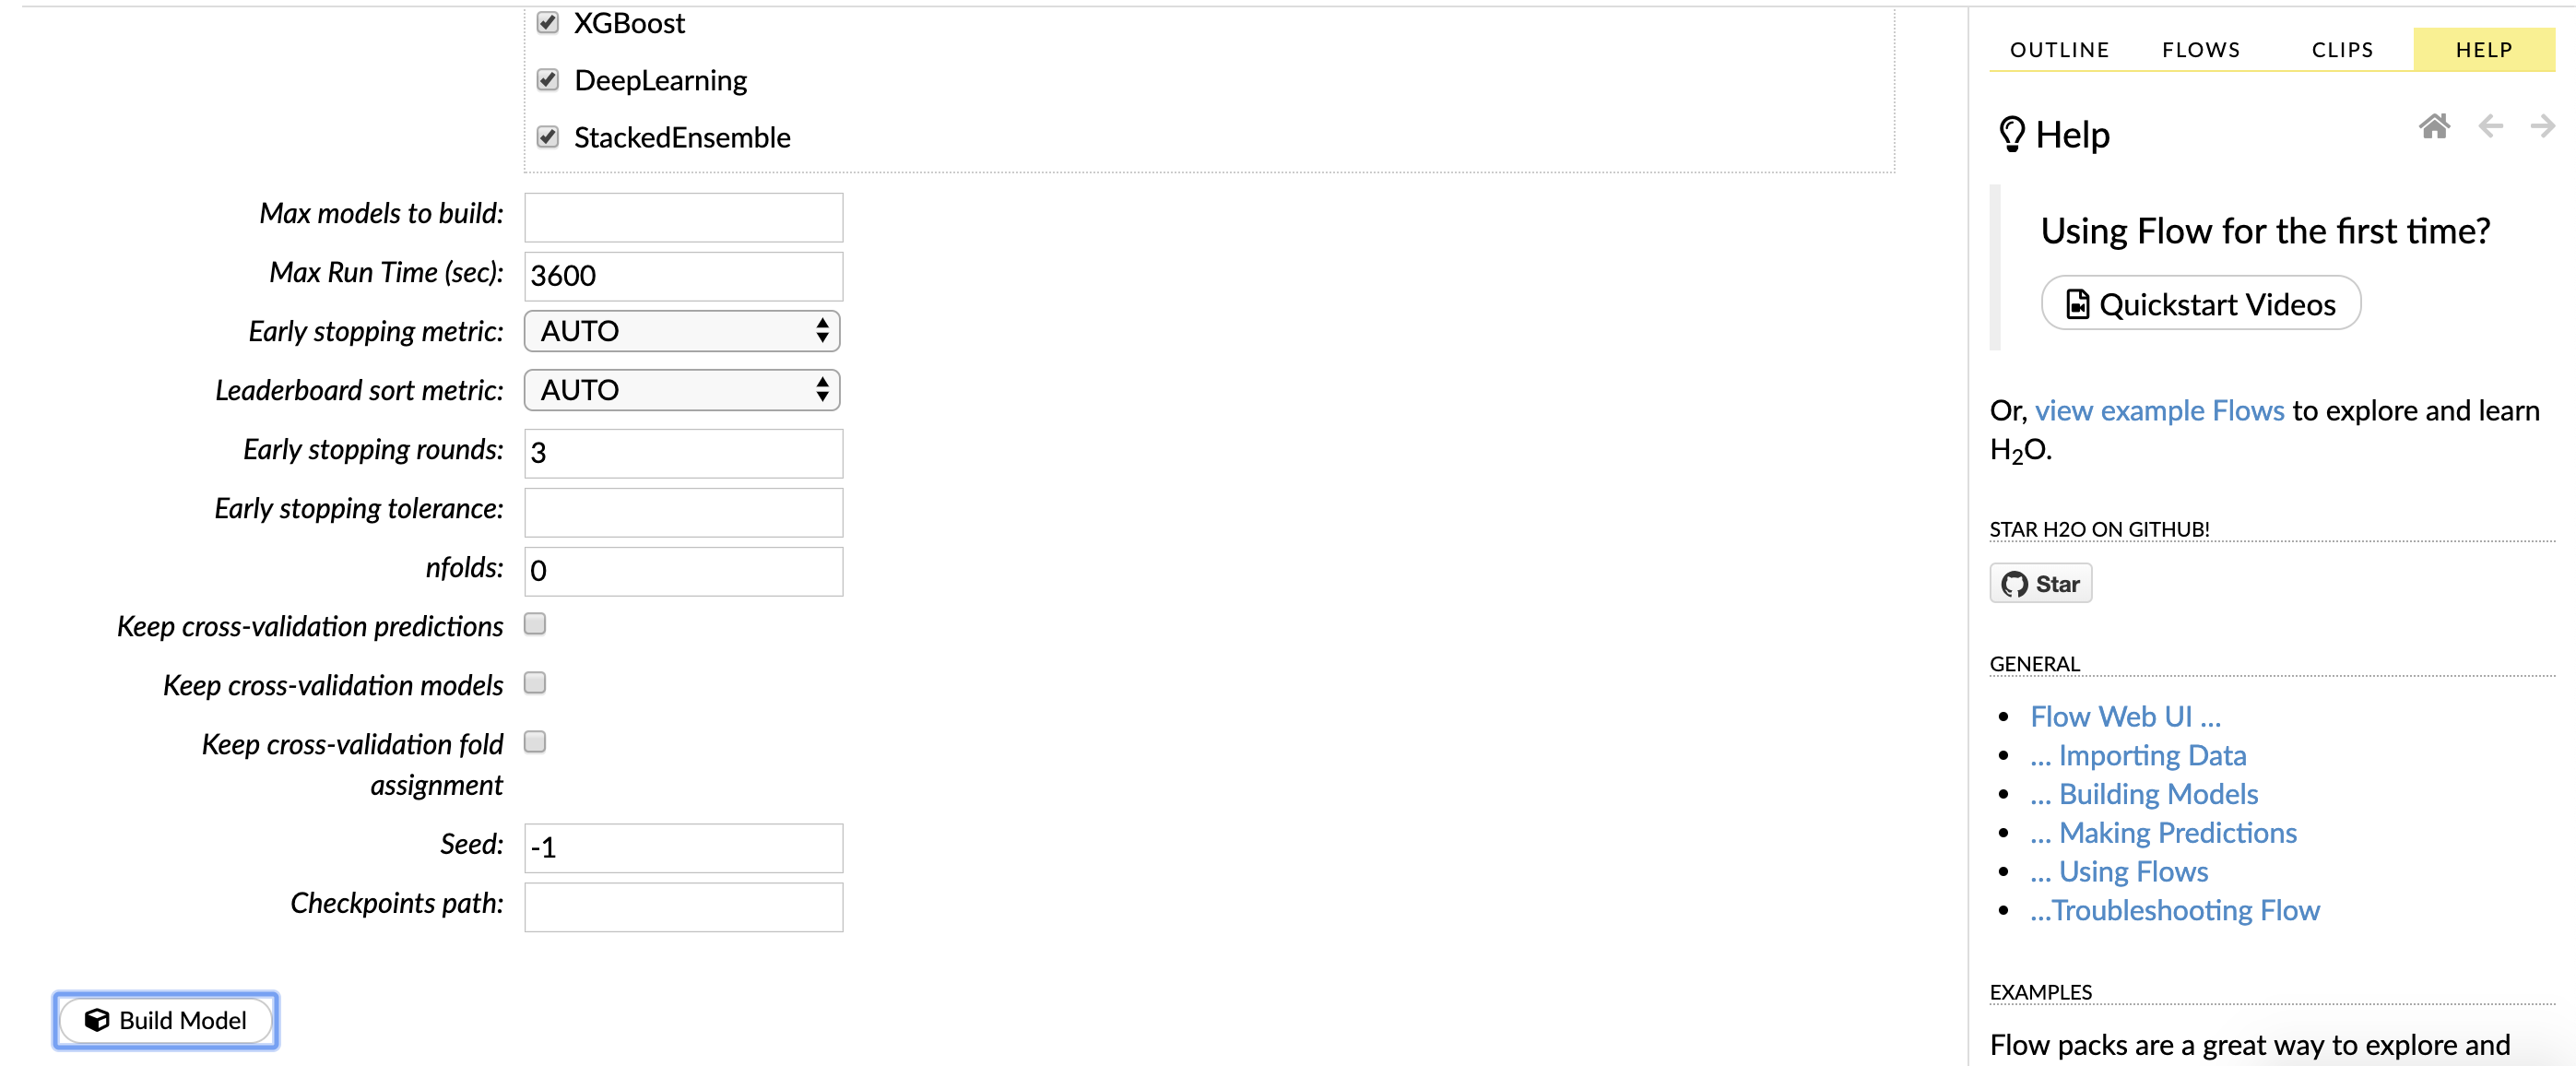 XGBoost
DeepLearning
StackedEnsemble
Max models to build:
Max Run Time (sec): 3600
Early stopping metric: AUTO
Leaderboard sort metric: AUTO
Early stopping rounds: 3
Early stopping tolerance:
nfolds: 0
Keep cross-validation predictions
Keep cross-validation models
Keep cross-validation fold
assignment
Seed: -1
Checkpoints path:
Build Model
OUTLINE FLOWS CLIPS HELP
Help
Using Flow for the first time?
Quickstart Videos
Or, view example Flows to explore and learn
H₂O.
STAR H2O ON GITHUB!
Star
GENERAL
• Flow Web UI ...
• ... Importing Data
• ... Building Models
• ... Making Predictions
• ... Using Flows
• ...Troubleshooting Flow
EXAMPLES
Flow packs are a great way to explore and